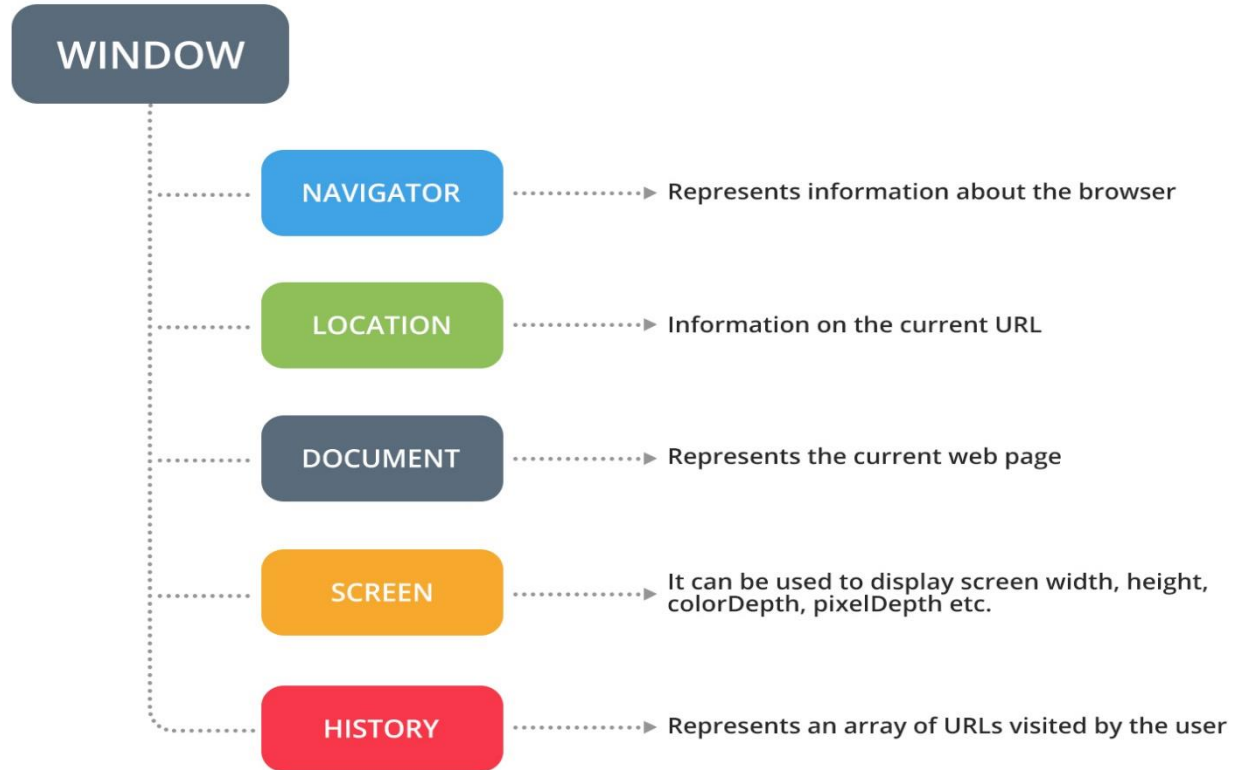 WINDOW
NAVIGATOR
Represents information about the browser
LOCATION
Information on the current URL
DOCUMENT
Represents the current web page
SCREEN
It can be used to display screen width, height,
colorDepth, pixelDepth etc.
HISTORY
Represents an array of URLs visited by the user